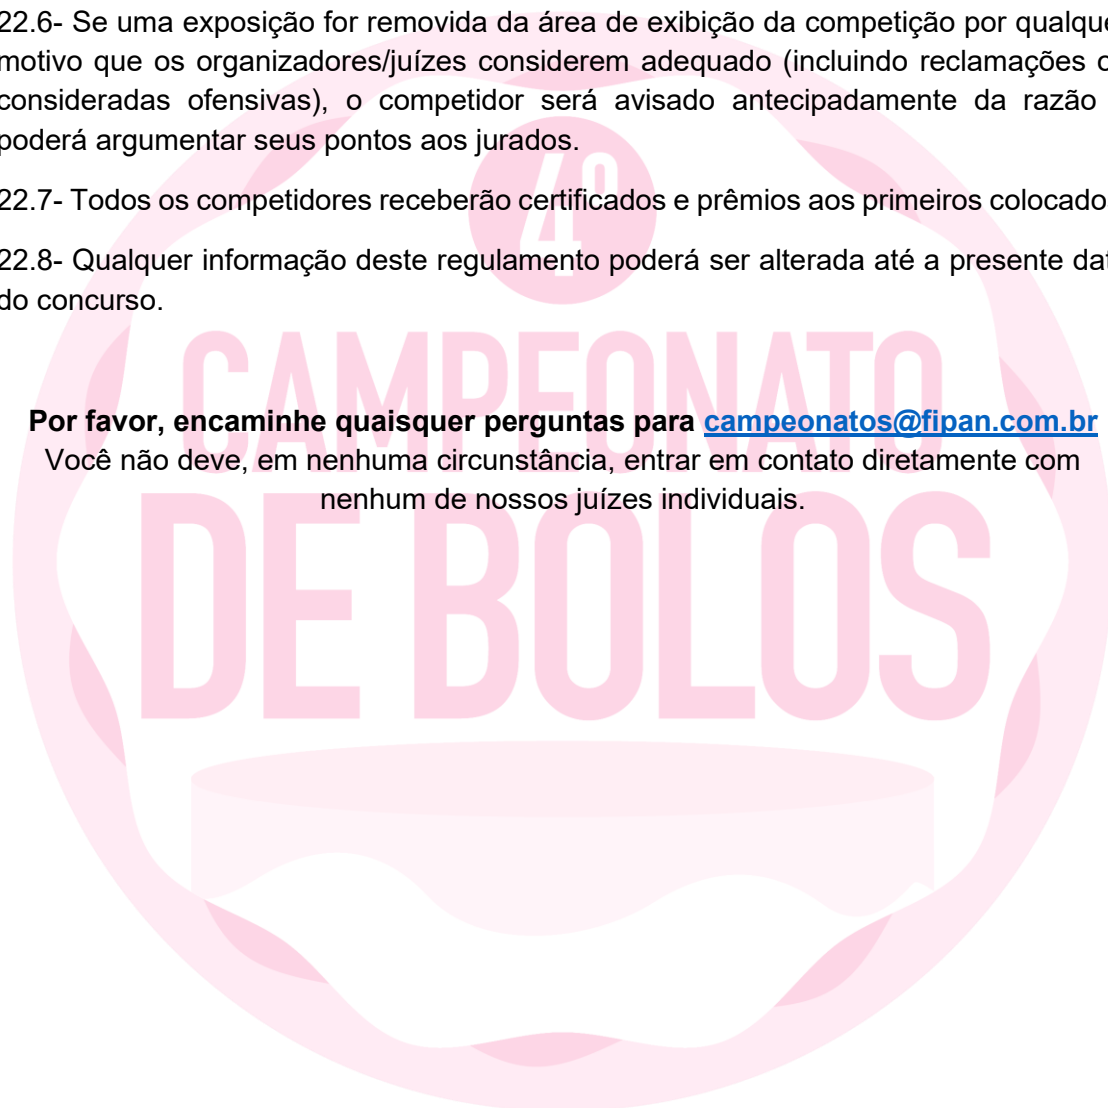 22.6- Se uma exposição for removida da área de exibição da competição por qualque
motivo que os organizadores/juízes considerem adequado (incluindo reclamações o
consideradas ofensivas), o competidor será avisado antecipadamente da razão
poderá argumentar seus pontos aos jurados.
22.7- Todos os competidores receberão certificados e prêmios aos primeiros colocado
22.8- Qualquer informação deste regulamento poderá ser alterada até a presente dat
do concurso.
Por favor, encaminhe quaisquer perguntas para campeonatos@fipan.com.br
Você não deve, em nenhuma circunstância, entrar em contato diretamente com
nenhum de nossos juízes individuais.
4º
CAMPEONATO
DE BOLOS